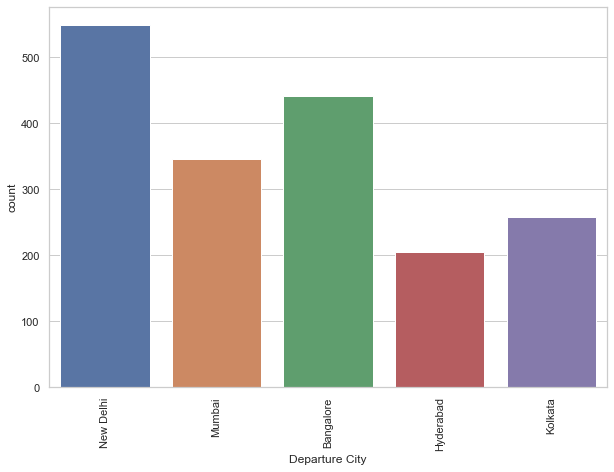 500
400
300
200
100
0
count
New Delhi
Mumbai
Bangalore
Hyderabad
Kolkata
Departure City